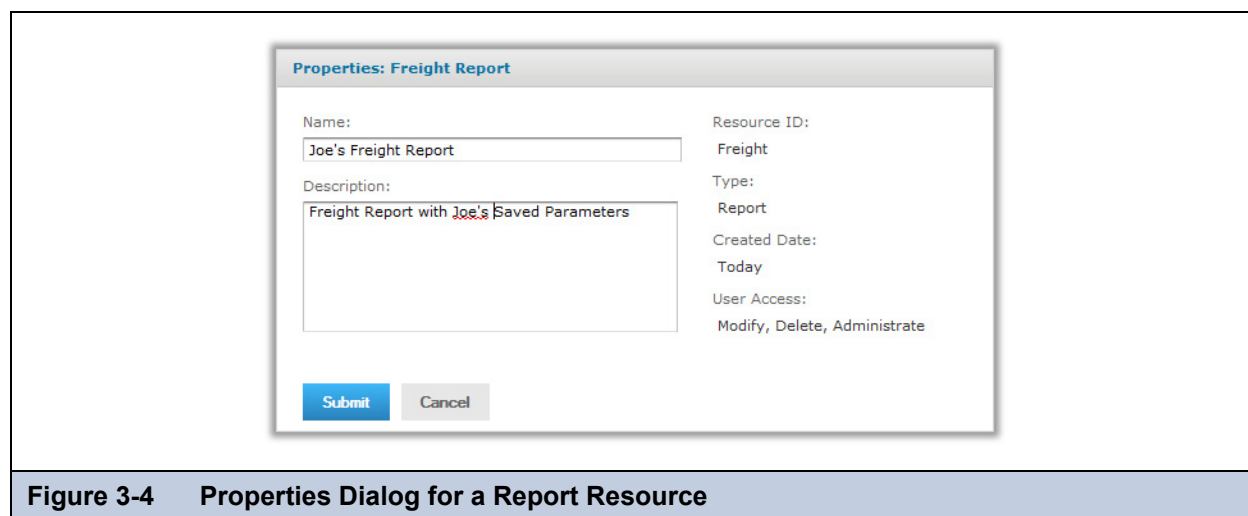 Properties: Freight Report
Name:
Joe's Freight Report
Description:
Freight Report with Joe's Saved Parameters
Resource ID:
Freight
Type:
Report
Created Date:
Today
User Access:
Modify, Delete, Administrate
Submit Cancel
Figure 3-4 Properties Dialog for a Report Resource